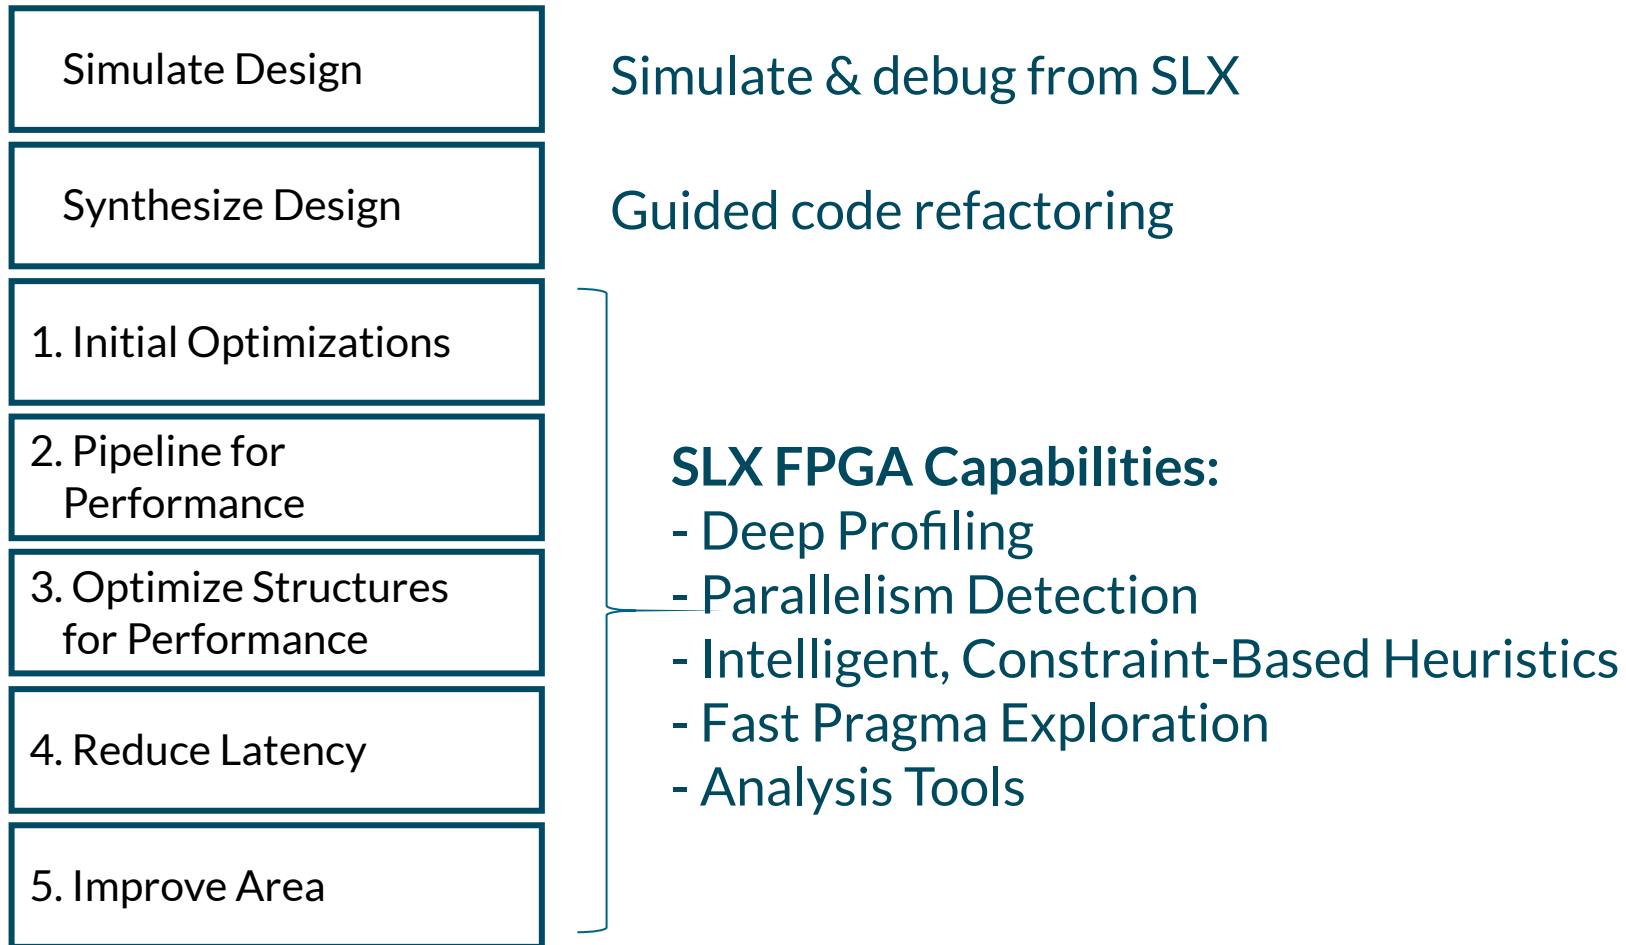 Simulate Design
Simulate & debug from SLX
Synthesize Design
Guided code refactoring
1. Initial Optimizations
2. Pipeline for
Performance
3. Optimize Structures
for Performance
4. Reduce Latency
5. Improve Area
SLX FPGA Capabilities:
- Deep Profiling
- Parallelism Detection
- Intelligent, Constraint-Based Heuristics
- Fast Pragma Exploration
- Analysis Tools